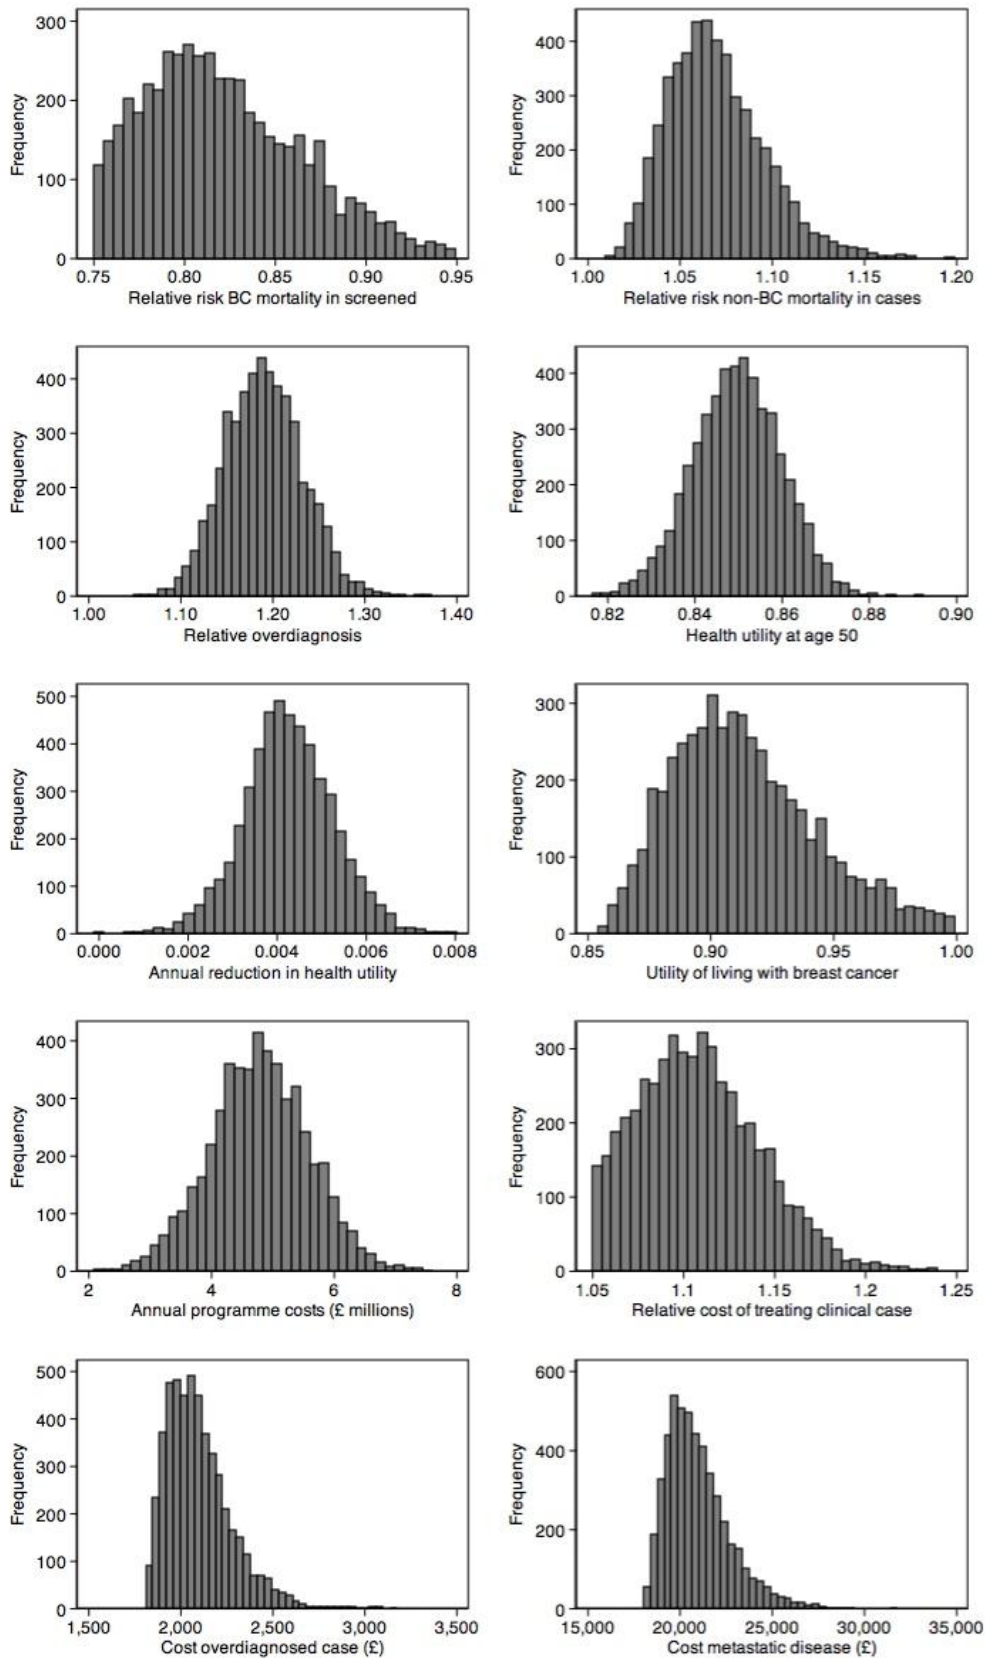 300
200
100
0
Frequency
0.75 0.80 0.85 0.90 0.95
Relative risk BC mortality in screened
400
300
200
100
0
Frequency
1.00 1.05 1.10 1.15 1.20
Relative risk non-BC mortality in cases
400
300
200
100
0
Frequency
1.00 1.10 1.20 1.30 1.40
Relative overdiagnosis
400
300
200
100
0
Frequency
0.82 0.84 0.86 0.88 0.90
Health utility at age 50
500
400
300
200
100
0
Frequency
0.000 0.002 0.004 0.006 0.008
Annual reduction in health utility
300
200
100
0
Frequency
0.85 0.90 0.95 1.00
Utility of living with breast cancer
400
300
200
100
0
Frequency
2 4 6 8
Annual programme costs (£ millions)
300
200
100
0
Frequency
1.05 1.1 1.15 1.2 1.25
Relative cost of treating clinical case
500
400
300
200
100
0
Frequency
1,500 2,000 2,500 3,000 3,500
Cost overdiagnosed case (£)
600
400
200
0
Frequency
15,000 20,000 25,000 30,000 35,000
Cost metastatic disease (£)